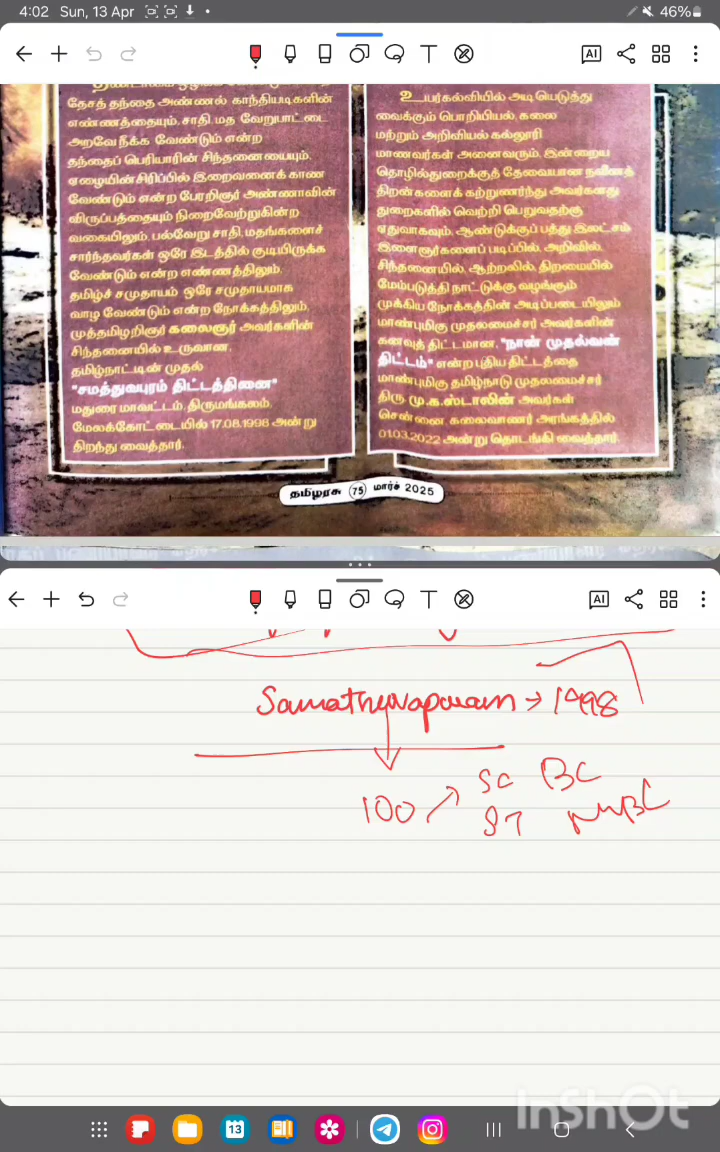 4:02 Sun, 13 Apr
46%
AI
தேசத் தந்தை அண்ணல் காந்தியடிகளின்
எண்ணத்தையும், சாதி, மத வேறுபாட்டை
அறவே நீக்க வேண்டும் என்ற
தந்தைப் பெரியாரின் சிந்தனையையும்,
ஏழையின் சிரிப்பில் இறைவனைக் காண
வேண்டும் என்ற பேரறிஞர் அண்ணாவின்
விருப்பத்தையும் நிறைவேற்றுகின்ற
வகையிலும், பல்வேறு சாதி, மதங்களைச்
சார்ந்தவர்கள் ஒரே இடத்தில் குடியிருக்க
வேண்டும் என்ற எண்ணத்திலும்,
தமிழ்ச் சமுதாயம் ஒரே சமுதாயமாக
வாழ வேண்டும் என்ற நோக்கத்திலும்,
முத்தமிழறிஞர் கலைஞர் அவர்களின்
சிந்தனையில் உருவான,
தமிழ்நாட்டின் முதல்
"சமத்துவபுரம் திட்டத்தினை"
மதுரை மாவட்டம், திருமங்கலம்,
மேலக்கோட்டையில் 17.08.1998 அன்று
திறந்து வைத்தார்.
உயர்கல்வியில் அடியெடுத்து
வைக்கும் பொறியியல், கலை
மற்றும் அறிவியல் கல்லூரி
மாணவர்கள் அனைவரும், இன்றைய
தொழில்துறைக்குத் தேவையான நவீனத்
திறன்களைக் கற்றுணர்ந்து அவர்களது
துறைகளில் வெற்றி பெறுவதற்கு
ஏதுவாகவும், ஆண்டுக்குப் பத்து இலட்சம்
இளைஞர்களைப் படிப்பில், அறிவில்,
சிந்தனையில், ஆற்றலில், திறமையில்
மேம்படுத்தி நாட்டுக்கு வழங்கும்
முக்கிய நோக்கத்தின் அடிப்படையிலும்
மாண்புமிகு முதலமைச்சர் அவர்களின்
கனவுத் திட்டமான, "நான் முதல்வன்
திட்டம்" என்ற புதிய திட்டத்தை
மாண்புமிகு தமிழ்நாடு முதலமைச்சர்
திரு. மு.க.ஸ்டாலின் அவர்கள்
சென்னை, கலைவாணர் அரங்கத்தில்
01.03.2022 அன்று தொடங்கி வைத்தார்.
தமிழரசு 75 மார்ச் 2025
AI
Samathuvapuram → 1998
100 SC BC
ST MBC
13
InShOt